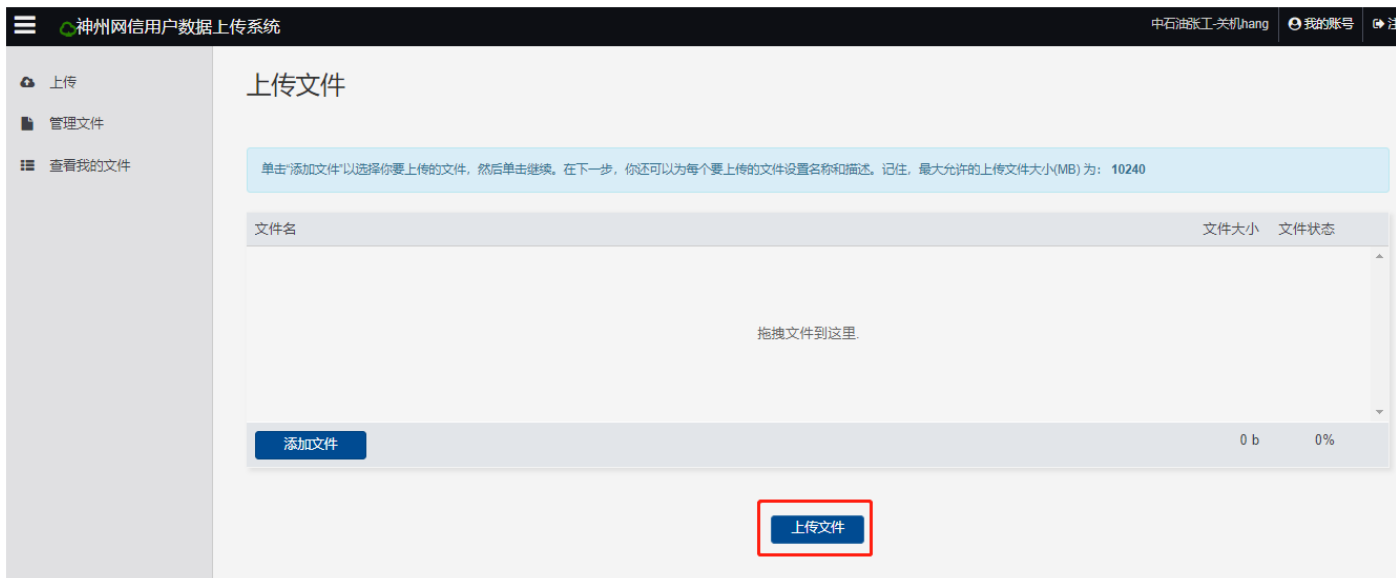 神州网信用户数据上传系统
中石油张工-关机hang 我的账号 注
上传
管理文件
查看我的文件
上传文件
单击“添加文件”以选择你要上传的文件，然后单击继续。在下一步，你还可以为每个要上传的文件设置名称和描述。记住，最大允许的上传文件大小(MB) 为： 10240
文件名 文件大小 文件状态
拖拽文件到这里.
添加文件 0 b 0%
上传文件